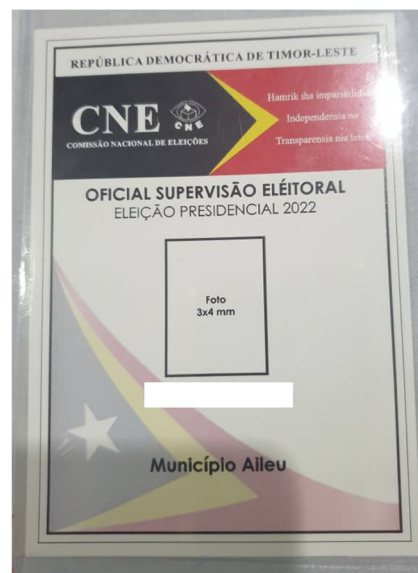 REPÚBLICA DEMOCRÁTICA DE TIMOR-LESTE
CNE
CNE
COMISSÃO NACIONAL DE ELEIÇÕES
Hamrik iha
Independensia no
Transparensia nia
OFICIAL SUPERVISÃO ELÉITORAL
ELEIÇÃO PRESIDENCIAL 2022
Foto
3x4 mm
Município Aileu